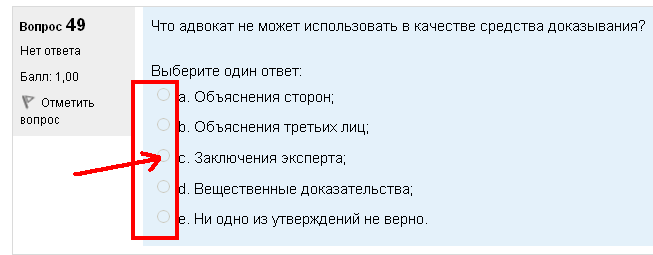 Вопрос 49
Нет ответа
Балл: 1,00
Отметить
вопрос
Что адвокат не может использовать в качестве средства доказывания?
Выберите один ответ:
a. Объяснения сторон;
b. Объяснения третьих лиц;
c. Заключения эксперта;
d. Вещественные доказательства;
e. Ни одно из утверждений не верно.